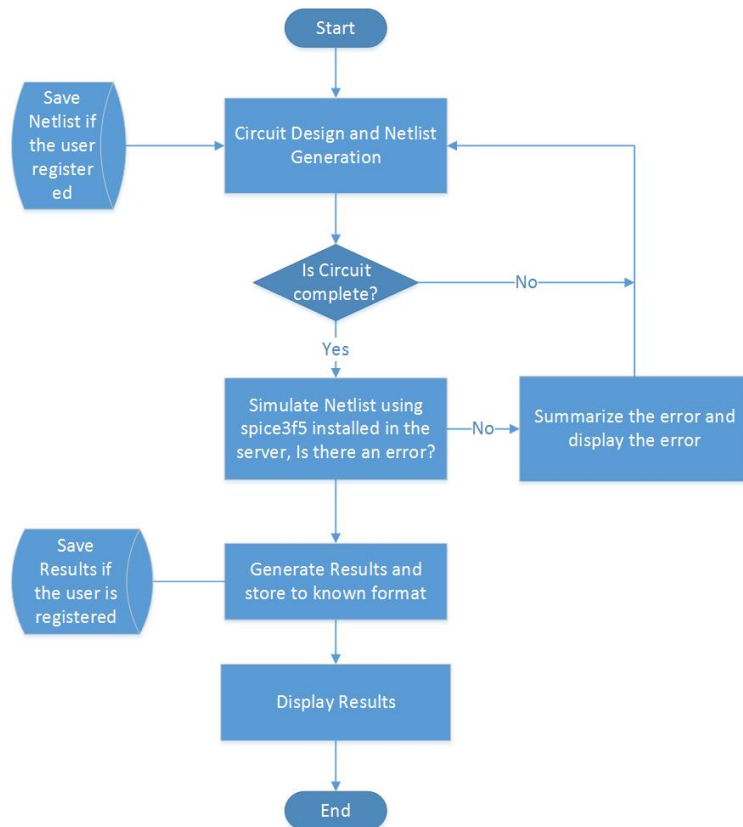 Start
Save
Netlist if
the user
register
ed
Circuit Design and Netlist
Generation
Is Circuit
complete?
No
Yes
Simulate Netlist using
spice3f5 installed in the
server, Is there an error?
No
Summarize the error and
display the error
Save
Results if
the user is
registered
Generate Results and
store to known format
Display Results
End